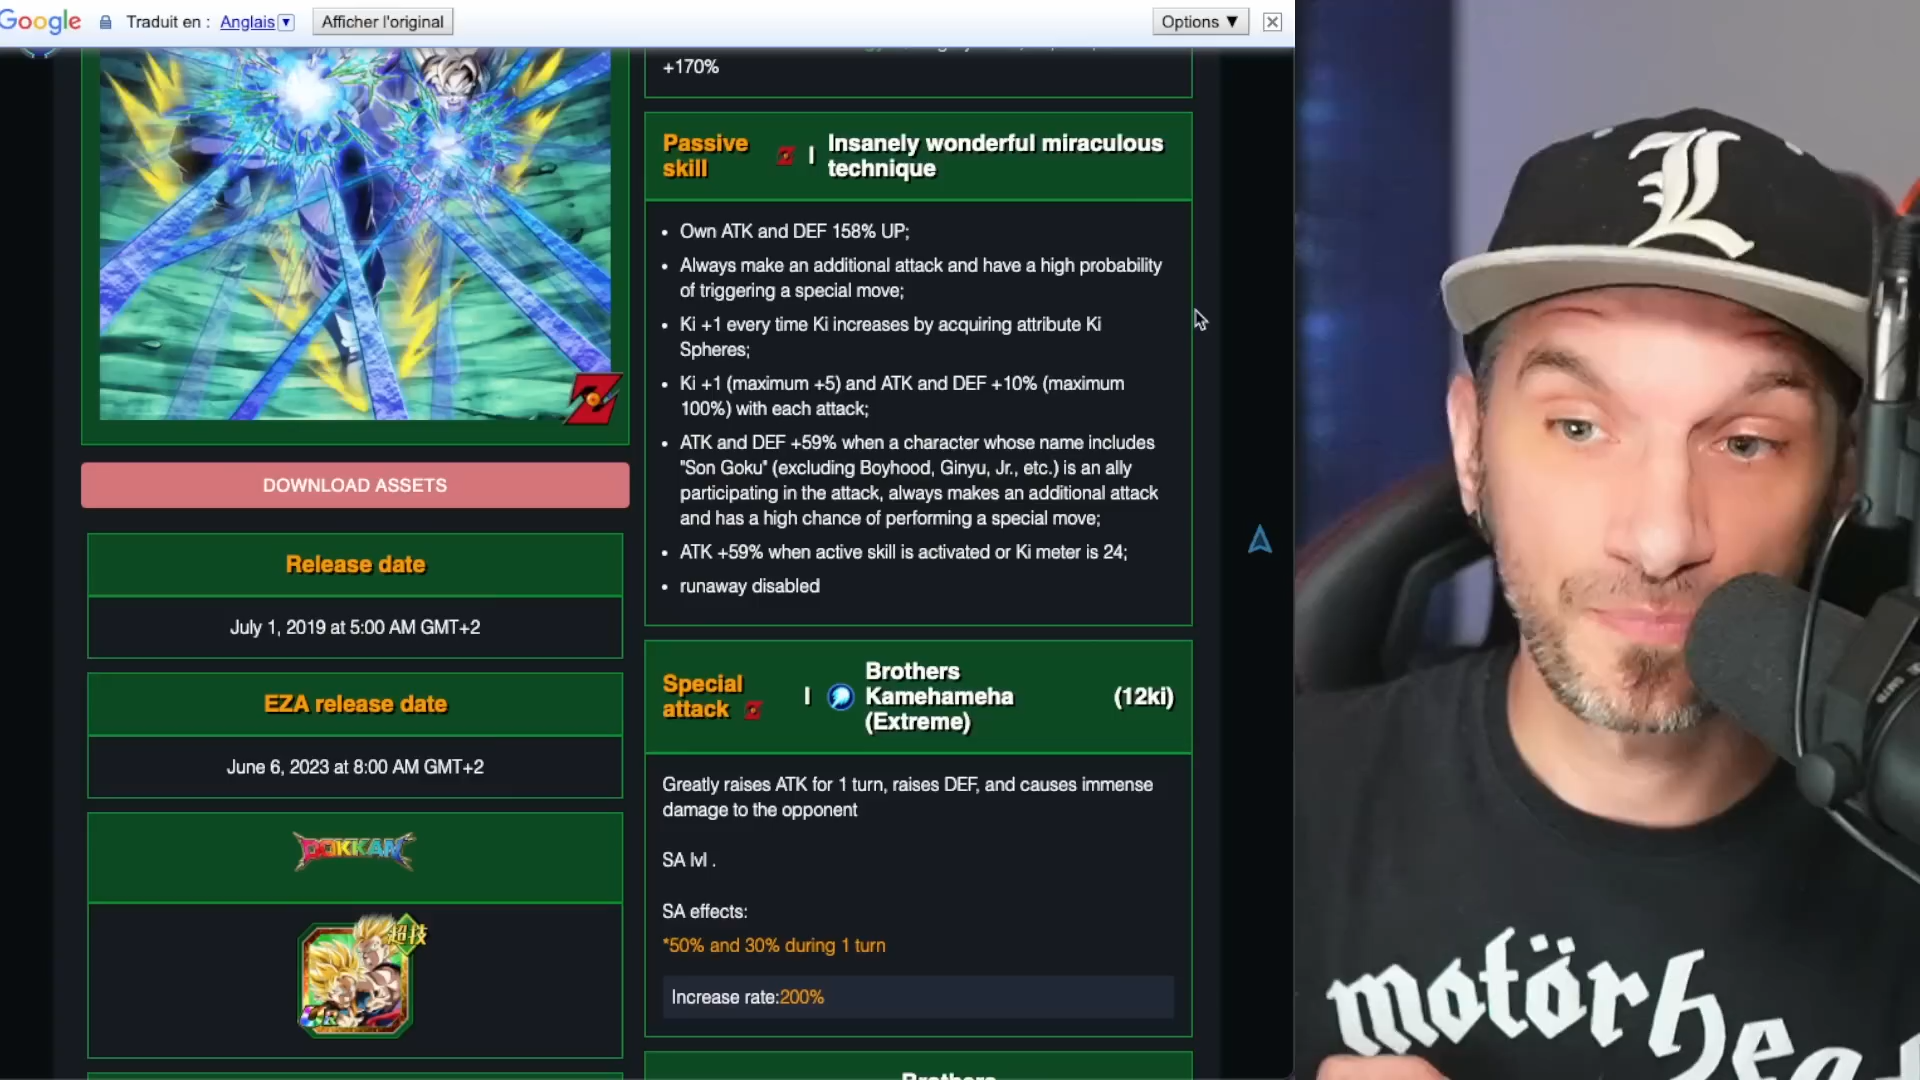 Google
Traduit en :
Anglais
Afficher l'original
Options ▼
+170%
Passive skill
Insanely wonderful miraculous technique
Own ATK and DEF 158% UP;
Always make an additional attack and have a high probability
of triggering a special move;
Ki +1 every time Ki increases by acquiring attribute Ki
Spheres;
Ki +1 (maximum +5) and ATK and DEF +10% (maximum
100%) with each attack;
ATK and DEF +59% when a character whose name includes
"Son Goku" (excluding Boyhood, Ginyu, Jr., etc.) is an ally
participating in the attack, always makes an additional attack
and has a high chance of performing a special move;
ATK +59% when active skill is activated or Ki meter is 24;
runaway disabled
DOWNLOAD ASSETS
Release date
July 1, 2019 at 5:00 AM GMT+2
EZA release date
June 6, 2023 at 8:00 AM GMT+2
DOKKAN
超技
Special attack
Brothers
Kamehameha
(Extreme)
(12ki)
Greatly raises ATK for 1 turn, raises DEF, and causes immense
damage to the opponent
SA lvl .
SA effects:
*50% and 30% during 1 turn
Increase rate:200%
Brothers
L
motörhea